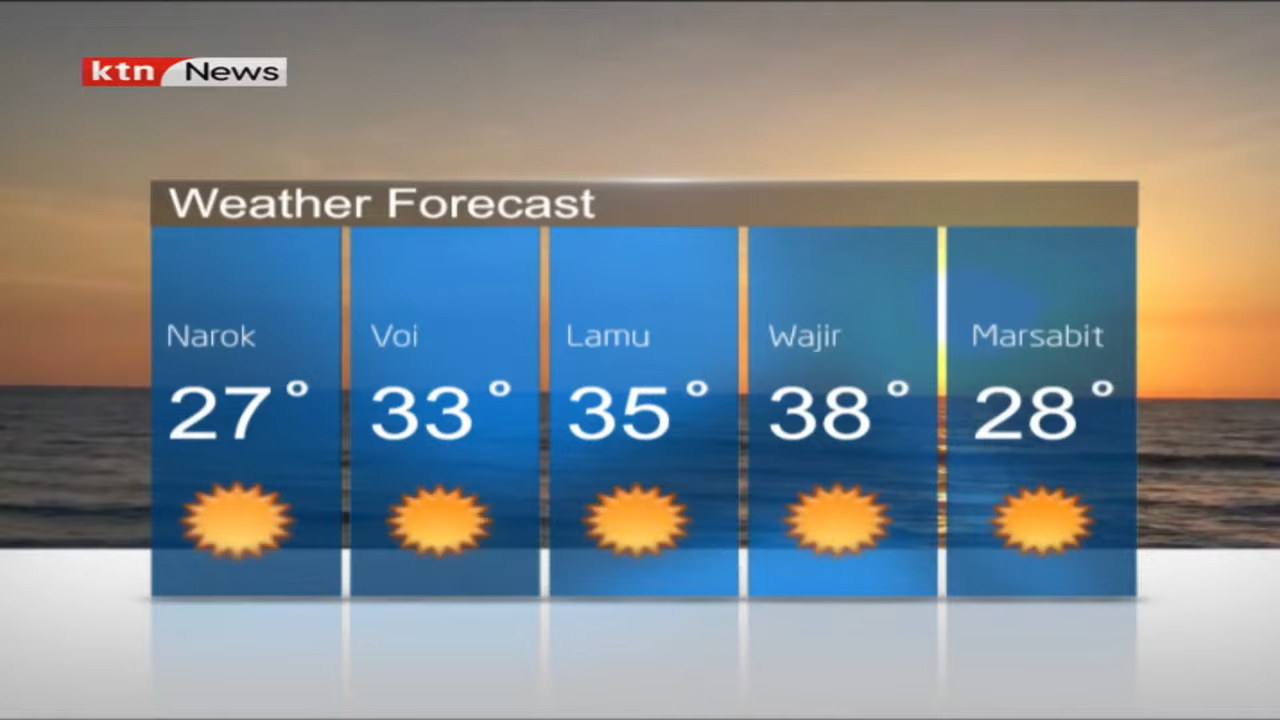 ktn News
Weather Forecast
Narok
27°
Voi
33°
Lamu
35°
Wajir
38°
Marsabit
28°